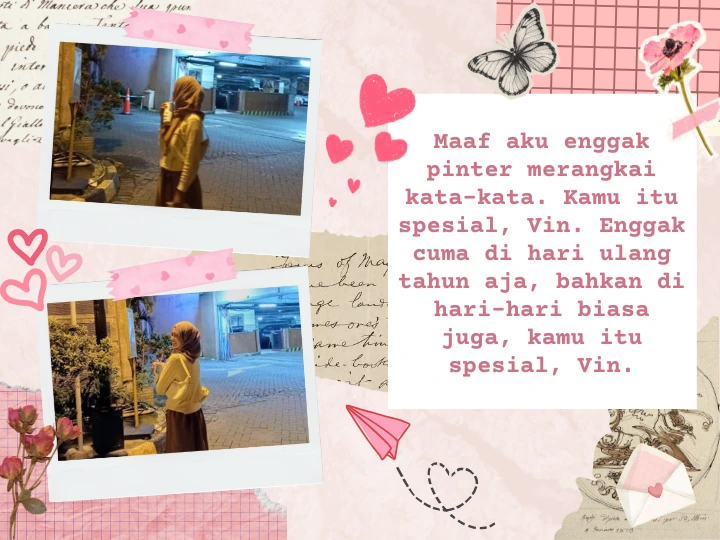 Maaf aku enggak
pinter merangkai
kata-kata. Kamu itu
spesial, Vin. Enggak
cuma di hari ulang
tahun aja, bahkan di
hari-hari biasa
juga, kamu itu
spesial, Vin.